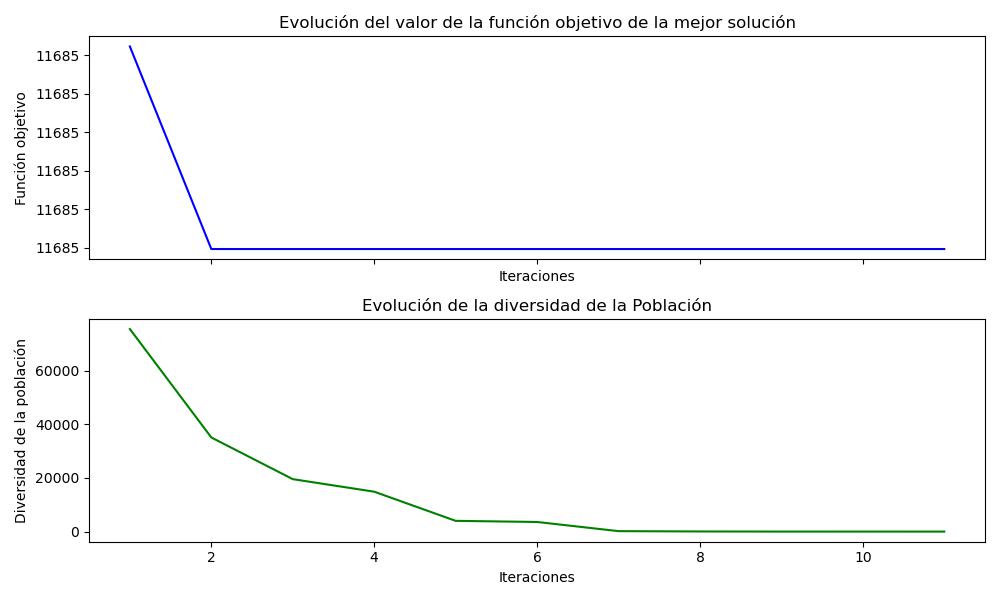 Evolución del valor de la función objetivo de la mejor solución
11685
11685
11685
11685
11685
11685
Función objetivo
Iteraciones
Evolución de la diversidad de la Población
60000
40000
20000
0
Diversidad de la población
2 4 6 8 10
Iteraciones